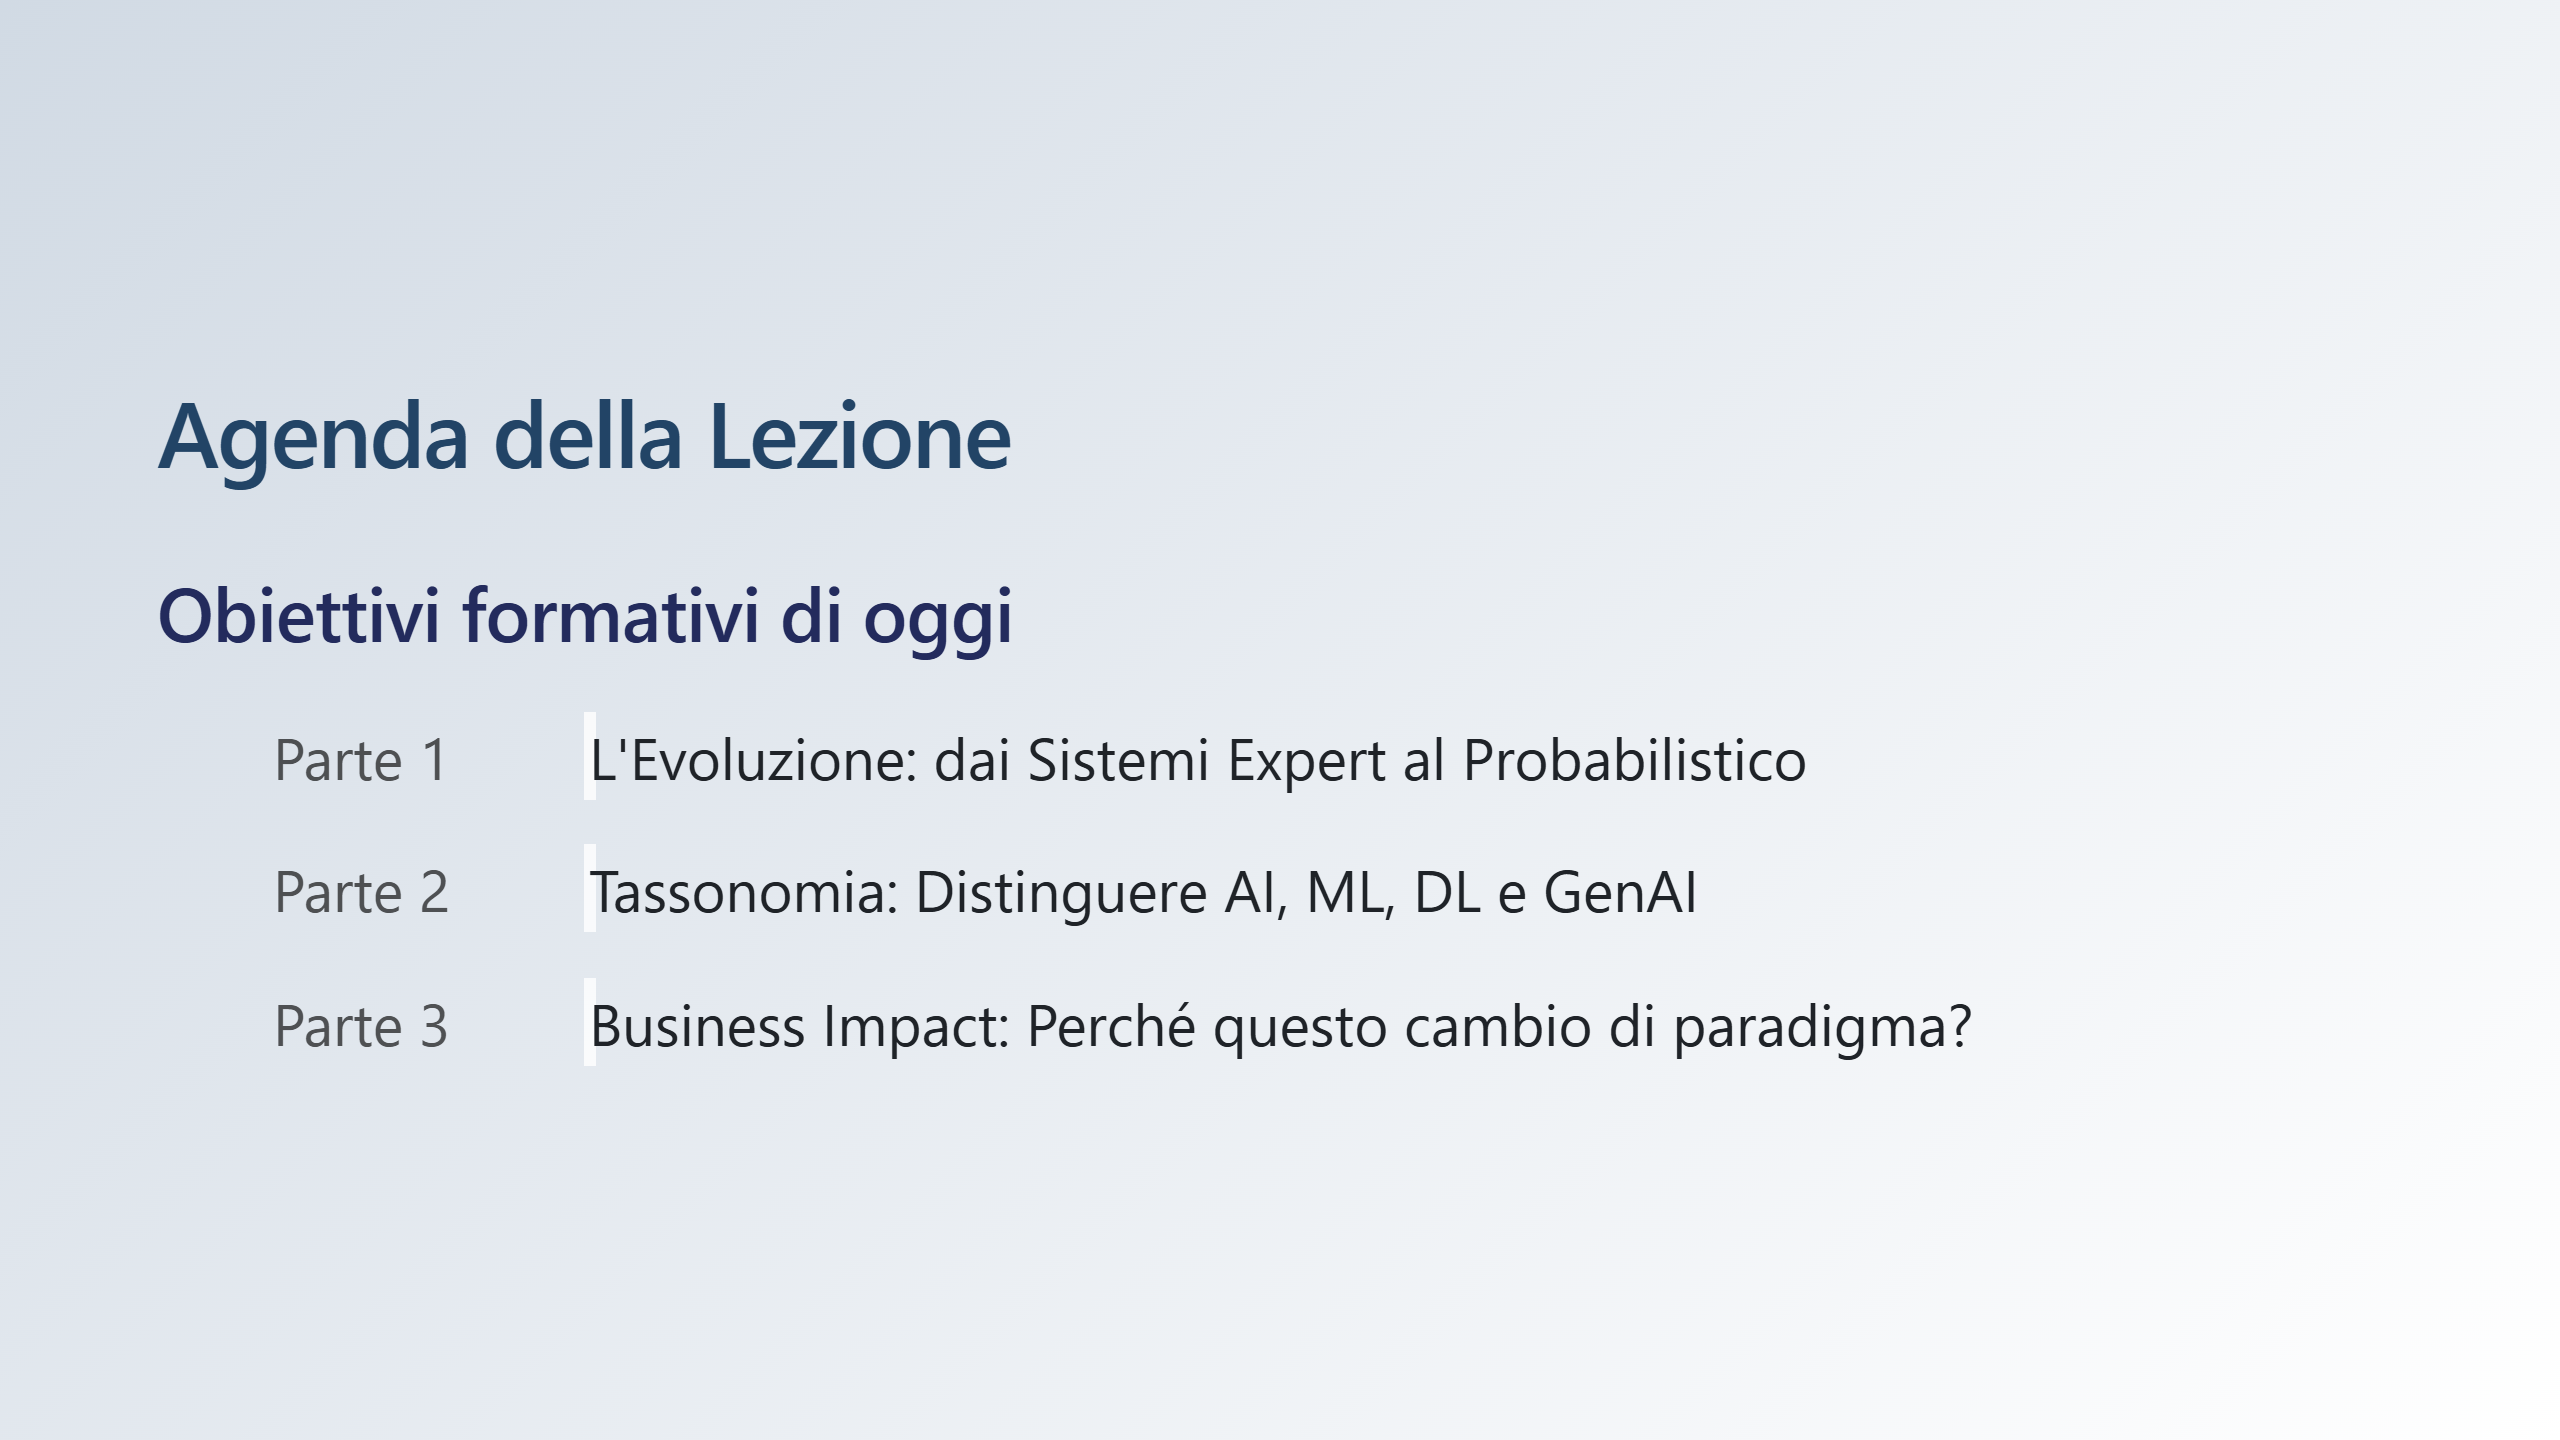 Agenda della Lezione
Obiettivi formativi di oggi
Parte 1 L'Evoluzione: dai Sistemi Expert al Probabilistico
Parte 2 Tassonomia: Distinguere AI, ML, DL e GenAI
Parte 3 Business Impact: Perché questo cambio di paradigma?